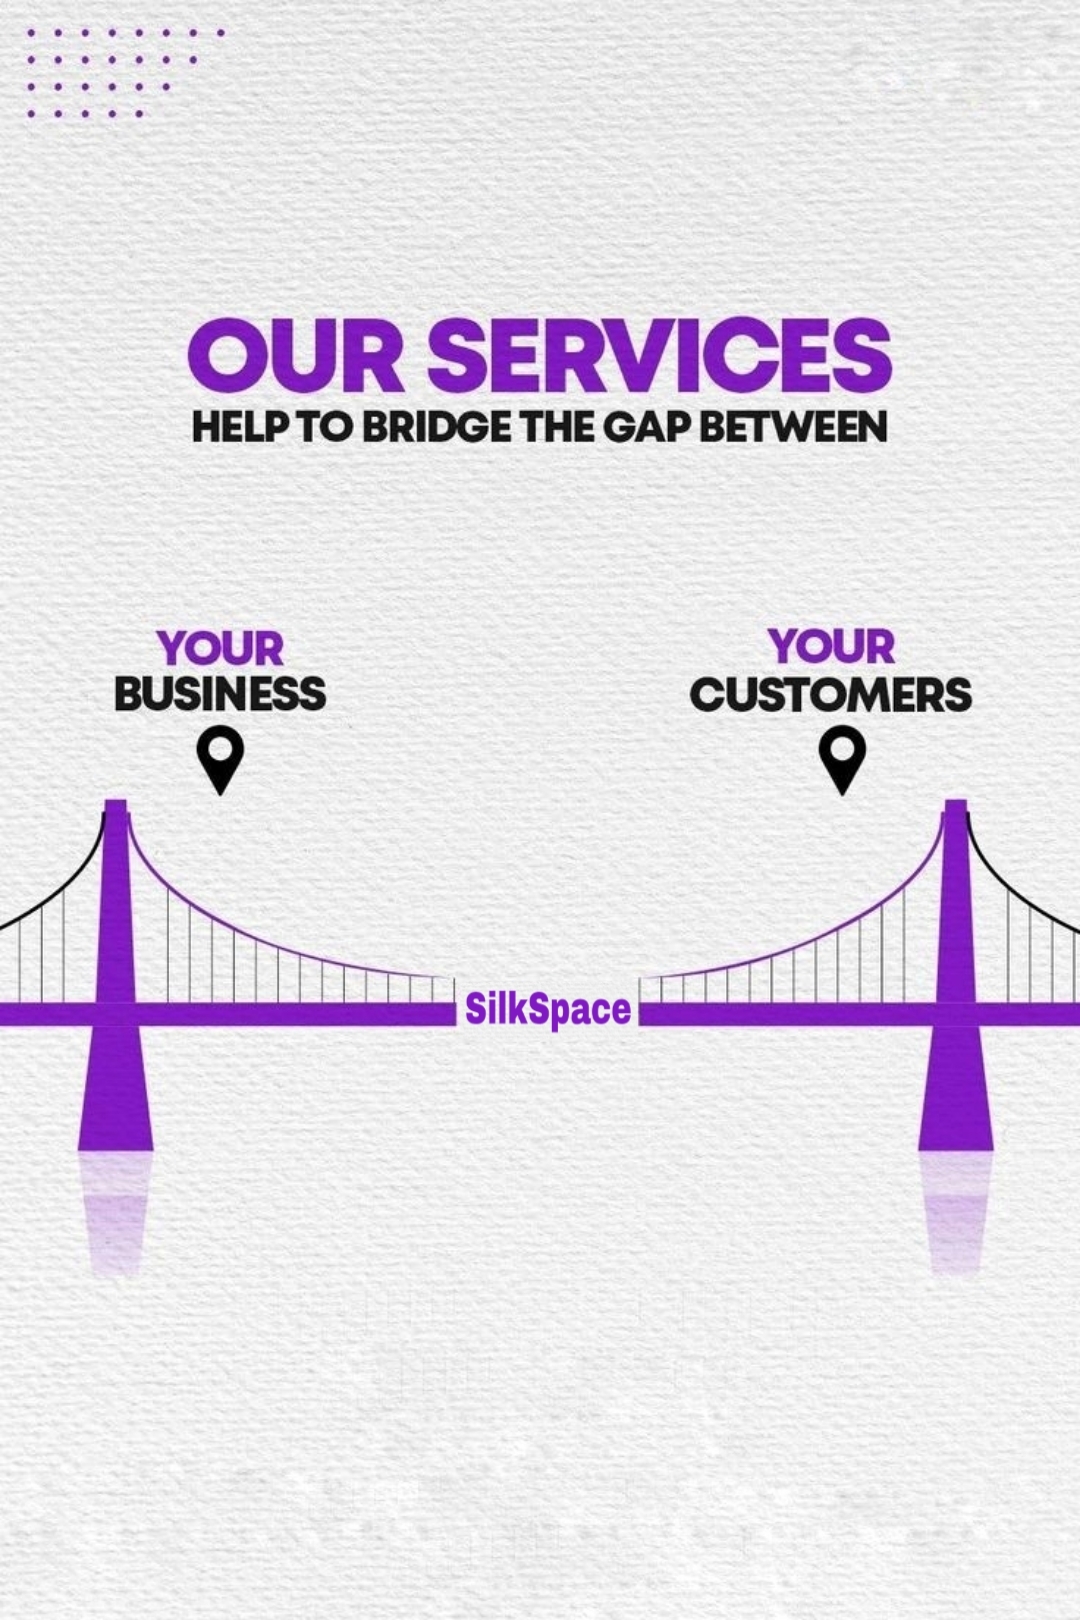 OUR SERVICES
HELP TO BRIDGE THE GAP BETWEEN
YOUR
BUSINESS
YOUR
CUSTOMERS
SilkSpace